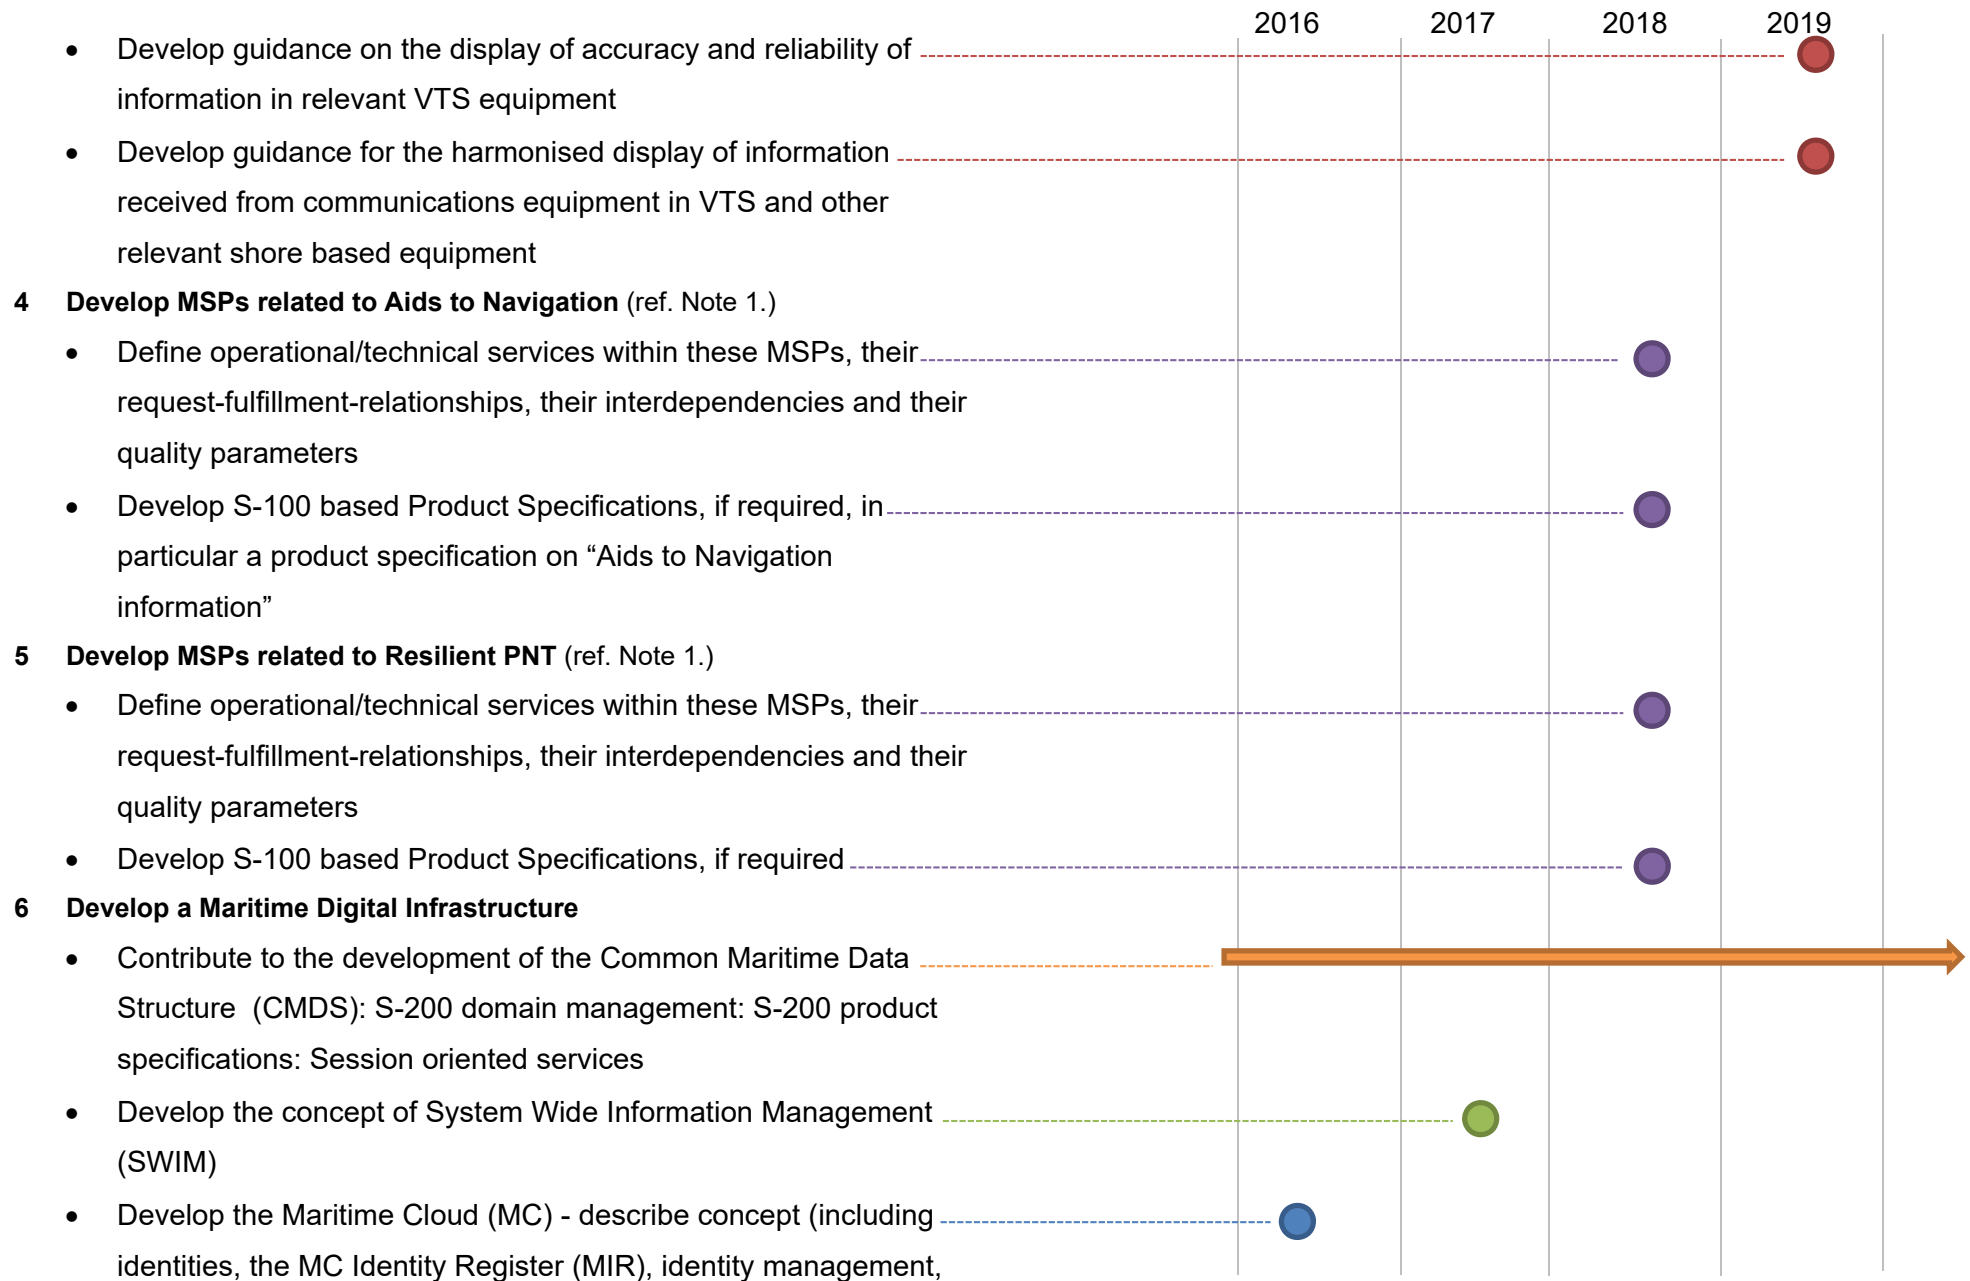 2016 2017 2018 2019
• Develop guidance on the display of accuracy and reliability of
information in relevant VTS equipment
• Develop guidance for the harmonised display of information
received from communications equipment in VTS and other
relevant shore based equipment
4 Develop MSPs related to Aids to Navigation (ref. Note 1.)
• Define operational/technical services within these MSPs, their
request-fulfillment-relationships, their interdependencies and their
quality parameters
• Develop S-100 based Product Specifications, if required, in
particular a product specification on “Aids to Navigation
information”
5 Develop MSPs related to Resilient PNT (ref. Note 1.)
• Define operational/technical services within these MSPs, their
request-fulfillment-relationships, their interdependencies and their
quality parameters
• Develop S-100 based Product Specifications, if required
6 Develop a Maritime Digital Infrastructure
• Contribute to the development of the Common Maritime Data
Structure (CMDS): S-200 domain management: S-200 product
specifications: Session oriented services
• Develop the concept of System Wide Information Management
(SWIM)
• Develop the Maritime Cloud (MC) - describe concept (including
identities, the MC Identity Register (MIR), identity management,